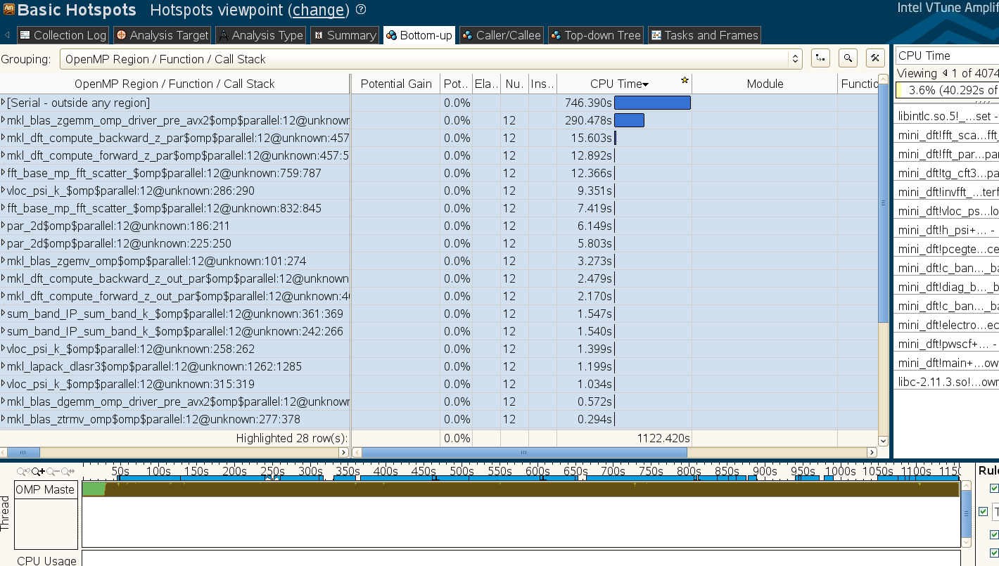 Basic Hotspots Hotspots viewpoint (change) ? Intel VTune Amplif
Collection Log Analysis Target Analysis Type Summary Bottom-up Caller/Callee Top-down Tree Tasks and Frames
Grouping: OpenMP Region / Function / Call Stack
CPU Time
Viewing 1 of 4074
3.6% (40.292s of
OpenMP Region / Function / Call Stack Potential Gain Pot.. Ela.. Nu. Ins.. CPU Time Module Functio
[Serial - outside any region] 0.0% 746.390s
mkl_blas_zgemm_omp_driver_pre_avx2$omp$parallel:12@unknown 0.0% 12 290.478s
mkl_dft_compute_backward_z_par$omp$parallel:12@unknown:457 0.0% 12 15.603s
mkl_dft_compute_forward_z_par$omp$parallel:12@unknown:457:5 0.0% 12 12.892s
fft_base_mp_fft_scatter_$omp$parallel:12@unknown:759:787 0.0% 12 12.366s
vloc_psi_k_$omp$parallel:12@unknown:286:290 0.0% 12 9.351s
fft_base_mp_fft_scatter_$omp$parallel:12@unknown:832:845 0.0% 12 7.419s
par_2d$omp$parallel:12@unknown:186:211 0.0% 12 6.149s
par_2d$omp$parallel:12@unknown:225:250 0.0% 12 5.803s
mkl_blas_zgemv_omp$omp$parallel:12@unknown:101:274 0.0% 12 3.273s
mkl_dft_compute_backward_z_out_par$omp$parallel:12@unknown 0.0% 12 2.479s
mkl_dft_compute_forward_z_out_par$omp$parallel:12@unknown:4 0.0% 12 2.170s
sum_band_IP_sum_band_k_$omp$parallel:12@unknown:361:369 0.0% 12 1.547s
sum_band_IP_sum_band_k_$omp$parallel:12@unknown:242:266 0.0% 12 1.540s
vloc_psi_k_$omp$parallel:12@unknown:258:262 0.0% 12 1.399s
mkl_lapack_dlasr3$omp$parallel:12@unknown:1262:1285 0.0% 12 1.199s
vloc_psi_k_$omp$parallel:12@unknown:315:319 0.0% 12 1.034s
mkl_blas_dgemm_omp_driver_pre_avx2$omp$parallel:12@unknown 0.0% 12 0.572s
mkl_blas_ztrmv_omp$omp$parallel:12@unknown:277:378 0.0% 12 0.294s
Highlighted 28 row(s): 0.0% 1122.420s
libintlc.so.5!_...set -
mini_dft!fft_sca...fft_
mini_dft!fft_par...par
mini_dft!tg_cft3...pa
mini_dft!invfft_...terf
mini_dft!vloc_ps...lo
mini_dft!h_psi+... -
mini_dft!pcegte...ce
mini_dft!c_ban..._ba
mini_dft!diag_b..._b
mini_dft!c_ban..._ba
mini_dft!electro...ec
mini_dft!pwscf+... -
mini_dft!main+...ow
libc-2.11.3.so!...own
50s 100s 150s 200s 250s 300s 350s 400s 450s 500s 550s 600s 650s 700s 750s 800s 850s 900s 950s 1000s 1050s 1100s 115
Rule
OMP Maste
Thread
T
CPU Usage